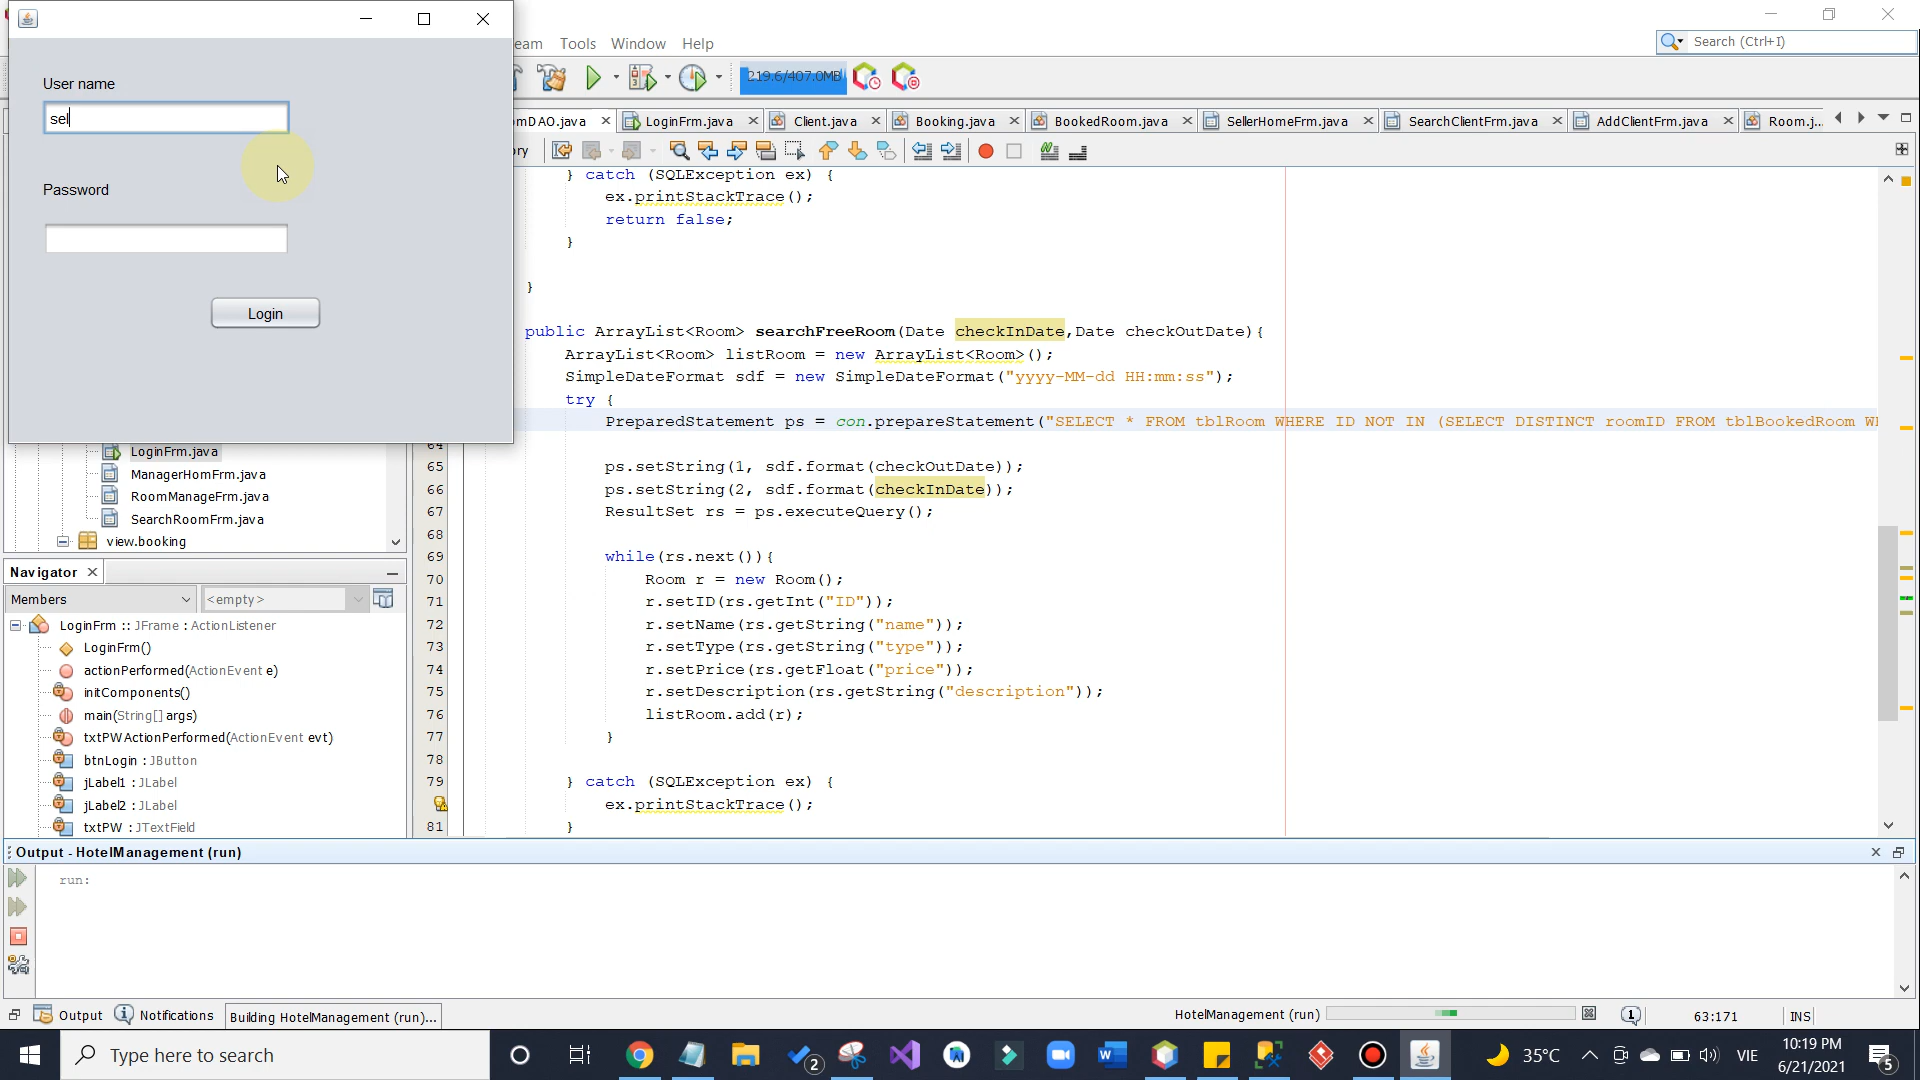 User name
sel
Password
Login
eam Tools Window Help
Search (Ctrl+I)
219.6/407.0MB
omDAO.java LoginFrm.java Client.java Booking.java BookedRoom.java SellerHomeFrm.java SearchClientFrm.java AddClientFrm.java Room.j...
ory
} catch (SQLException ex) {
ex.printStackTrace();
return false;
}
}
public ArrayList<Room> searchFreeRoom(Date checkInDate,Date checkOutDate){
ArrayList<Room> listRoom = new ArrayList<Room>();
SimpleDateFormat sdf = new SimpleDateFormat("yyyy-MM-dd HH:mm:ss");
try {
PreparedStatement ps = con.prepareStatement("SELECT * FROM tblRoom WHERE ID NOT IN (SELECT DISTINCT roomID FROM tblBookedRoom WH
64
65 ps.setString(1, sdf.format(checkOutDate));
66 ps.setString(2, sdf.format(checkInDate));
67 ResultSet rs = ps.executeQuery();
68
69 while(rs.next()){
70 Room r = new Room();
71 r.setID(rs.getInt("ID"));
72 r.setName(rs.getString("name"));
73 r.setType(rs.getString("type"));
74 r.setPrice(rs.getFloat("price"));
75 r.setDescription(rs.getString("description"));
76 listRoom.add(r);
77 }
78
79 } catch (SQLException ex) {
ex.printStackTrace();
81 }
LoginFrm.java
ManagerHomFrm.java
RoomManageFrm.java
SearchRoomFrm.java
view.booking
Navigator
Members <empty>
LoginFrm :: JFrame : ActionListener
LoginFrm()
actionPerformed(ActionEvent e)
initComponents()
main(String[] args)
txtPWActionPerformed(ActionEvent evt)
btnLogin : JButton
jLabel1 : JLabel
jLabel2 : JLabel
txtPW : JTextField
Output - HotelManagement (run)
run:
Output Notifications Building HotelManagement (run)... HotelManagement (run) 1 63:171 INS
Type here to search 2 35°C VIE 10:19 PM
6/21/2021 5